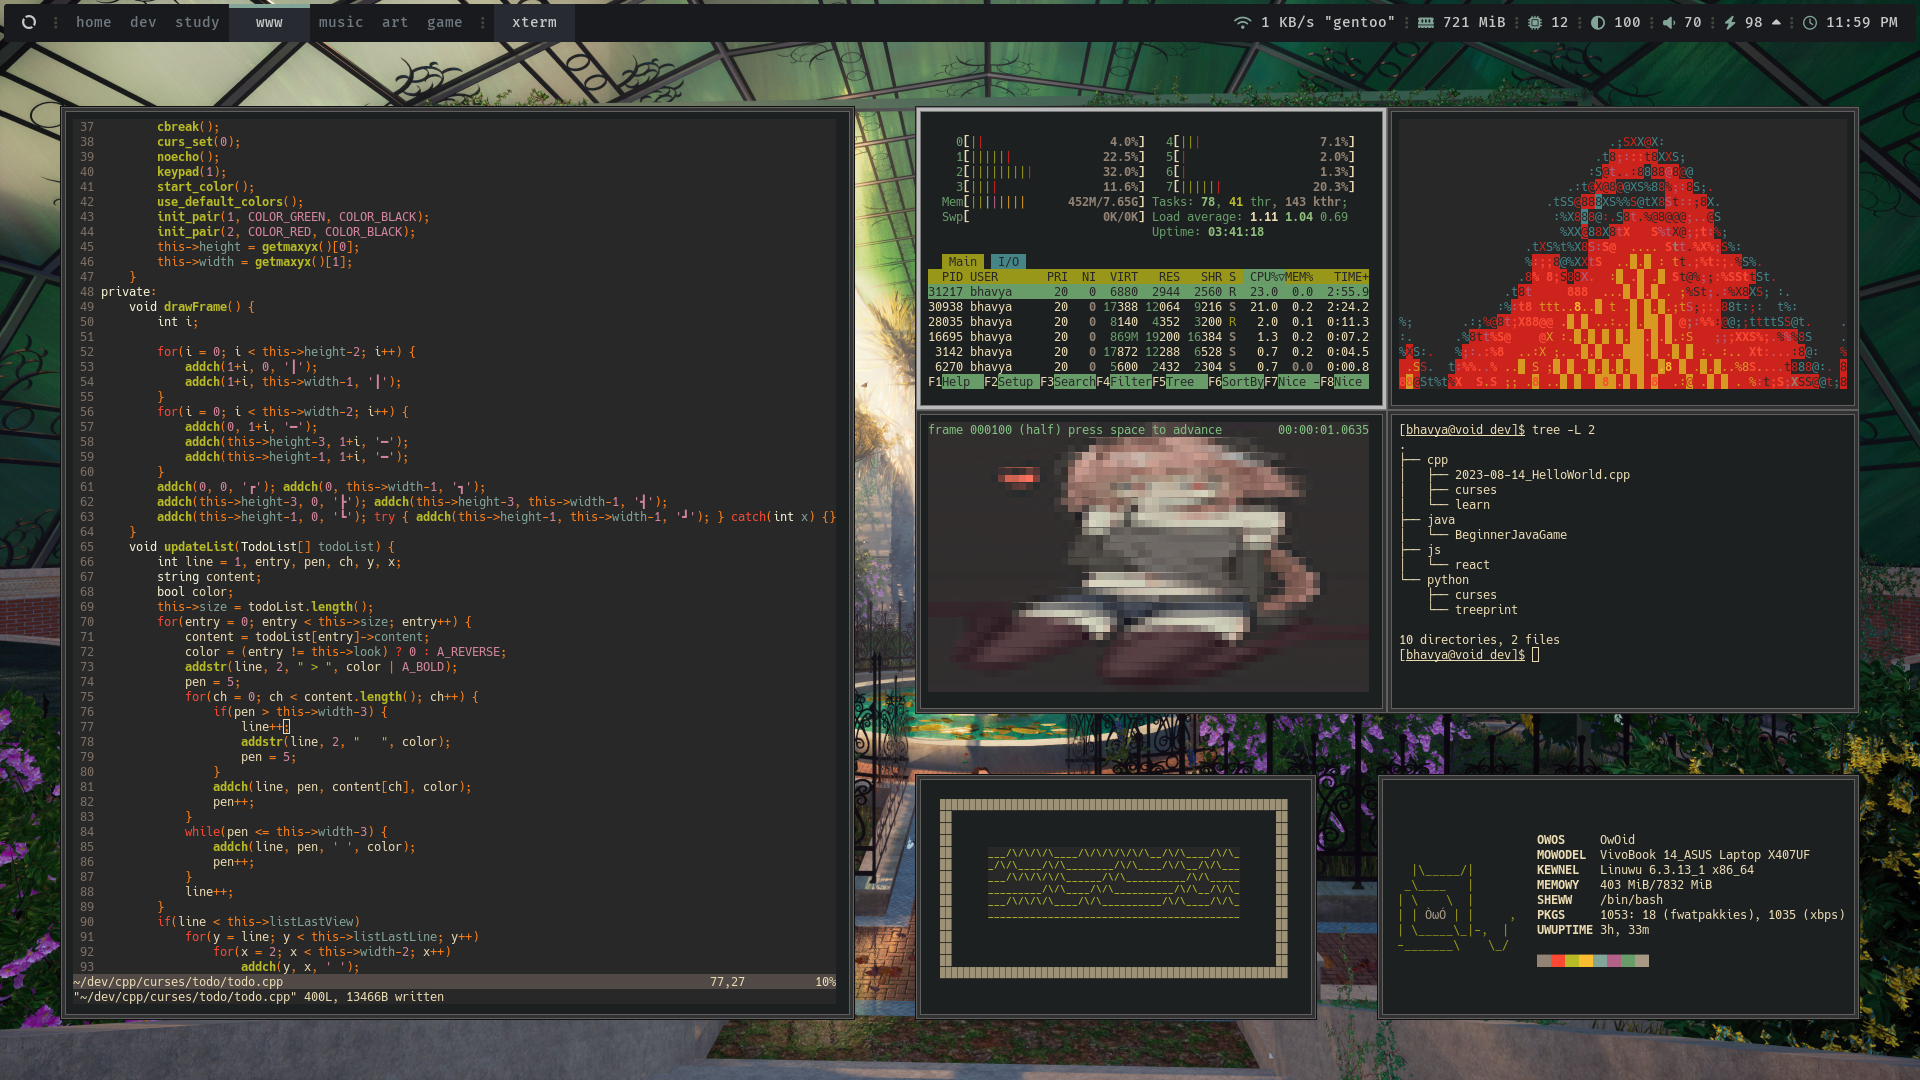 home dev study www music art game xterm
1 KB/s "gentoo" 721 MiB 12 100 70 98 11:59 PM
37 cbreak();
38 curs_set(0);
39 noecho();
40 keypad(1);
41 start_color();
42 use_default_colors();
43 init_pair(1, COLOR_GREEN, COLOR_BLACK);
44 init_pair(2, COLOR_RED, COLOR_BLACK);
45 this->height = getmaxyx()[0];
46 this->width = getmaxyx()[1];
47 }
48 private:
49 void drawFrame() {
50 int i;
51
52 for(i = 0; i < this->height-2; i++) {
53 addch(1+i, 0, '┃');
54 addch(1+i, this->width-1, '┃');
55 }
56 for(i = 0; i < this->width-2; i++) {
57 addch(0, 1+i, '━');
58 addch(this->height-3, 1+i, '━');
59 addch(this->height-1, 1+i, '━');
60 }
61 addch(0, 0, '┏'); addch(0, this->width-1, '┓');
62 addch(this->height-3, 0, '┣'); addch(this->height-3, this->width-1, '┫');
63 addch(this->height-1, 0, '┗'); try { addch(this->height-1, this->width-1, '┛'); } catch(int x) {}
64 }
65 void updateList(TodoList[] todoList) {
66 int line = 1, entry, pen, ch, y, x;
67 string content;
68 bool color;
69 this->size = todoList.length();
70 for(entry = 0; entry < this->size; entry++) {
71 content = todoList[entry]->content;
72 color = (entry != this->look) ? 0 : A_REVERSE;
73 addstr(line, 2, " > ", color | A_BOLD);
74 pen = 5;
75 for(ch = 0; ch < content.length(); ch++) {
76 if(pen > this->width-3) {
77 line++;
78 addstr(line, 2, "   ", color);
79 pen = 5;
80 }
81 addch(line, pen, content[ch], color);
82 pen++;
83 }
84 while(pen <= this->width-3) {
85 addch(line, pen, ' ', color);
86 pen++;
87 }
88 line++;
89 }
90 if(line < this->listLastView)
91 for(y = line; y < this->listLastLine; y++)
92 for(x = 2; x < this->width-2; x++)
93 addch(y, x, ' ');
~/dev/cpp/curses/todo/todo.cpp 77,27 10%
"~/dev/cpp/curses/todo/todo.cpp" 400L, 13466B written
0[|| 4.0%] 4[||| 7.1%]
1[|||||| 22.5%] 5[| 2.0%]
2[||||||||| 32.0%] 6[| 1.3%]
3[|||| 11.6%] 7[|||||| 20.3%]
Mem[|||||||| 452M/7.65G] Tasks: 78, 41 thr, 143 kthr;
Swp[ 0K/0K] Load average: 1.11 1.04 0.69
Uptime: 03:41:18
Main I/O
PID USER PRI NI VIRT RES SHR S CPU%▽MEM% TIME+
31217 bhavya 20 0 6880 2944 2560 R 23.0 0.0 2:55.9
30938 bhavya 20 0 17388 12064 9216 S 21.0 0.2 2:24.2
28035 bhavya 20 0 8140 4352 3200 R 2.0 0.1 0:11.3
16695 bhavya 20 0 869M 19200 16384 S 1.3 0.2 0:07.2
3142 bhavya 20 0 17872 12288 6528 S 0.7 0.2 0:04.5
6270 bhavya 20 0 5600 2432 2304 S 0.7 0.0 0:00.8
F1Help F2Setup F3SearchF4FilterF5Tree F6SortByF7Nice -F8Nice
frame 000100 (half) press space to advance 00:00:01.0635
[bhavya@void dev]$ tree -L 2
.
├── cpp
│   ├── 2023-08-14_HelloWorld.cpp
│   ├── curses
│   └── learn
├── java
│   └── BeginnerJavaGame
├── js
│   └── react
└── python
    ├── curses
    └── treeprint
10 directories, 2 files
[bhavya@void dev]$
OWOS OwOid
MOWODEL VivoBook 14_ASUS Laptop X407UF
KEWNEL Linuwu 6.3.13_1 x86_64
MEMOWY 403 MiB/7832 MiB
SHEWW /bin/bash
PKGS 1053: 18 (fwatpakkies), 1035 (xbps)
UWUPTIME 3h, 33m
ÒωÓ